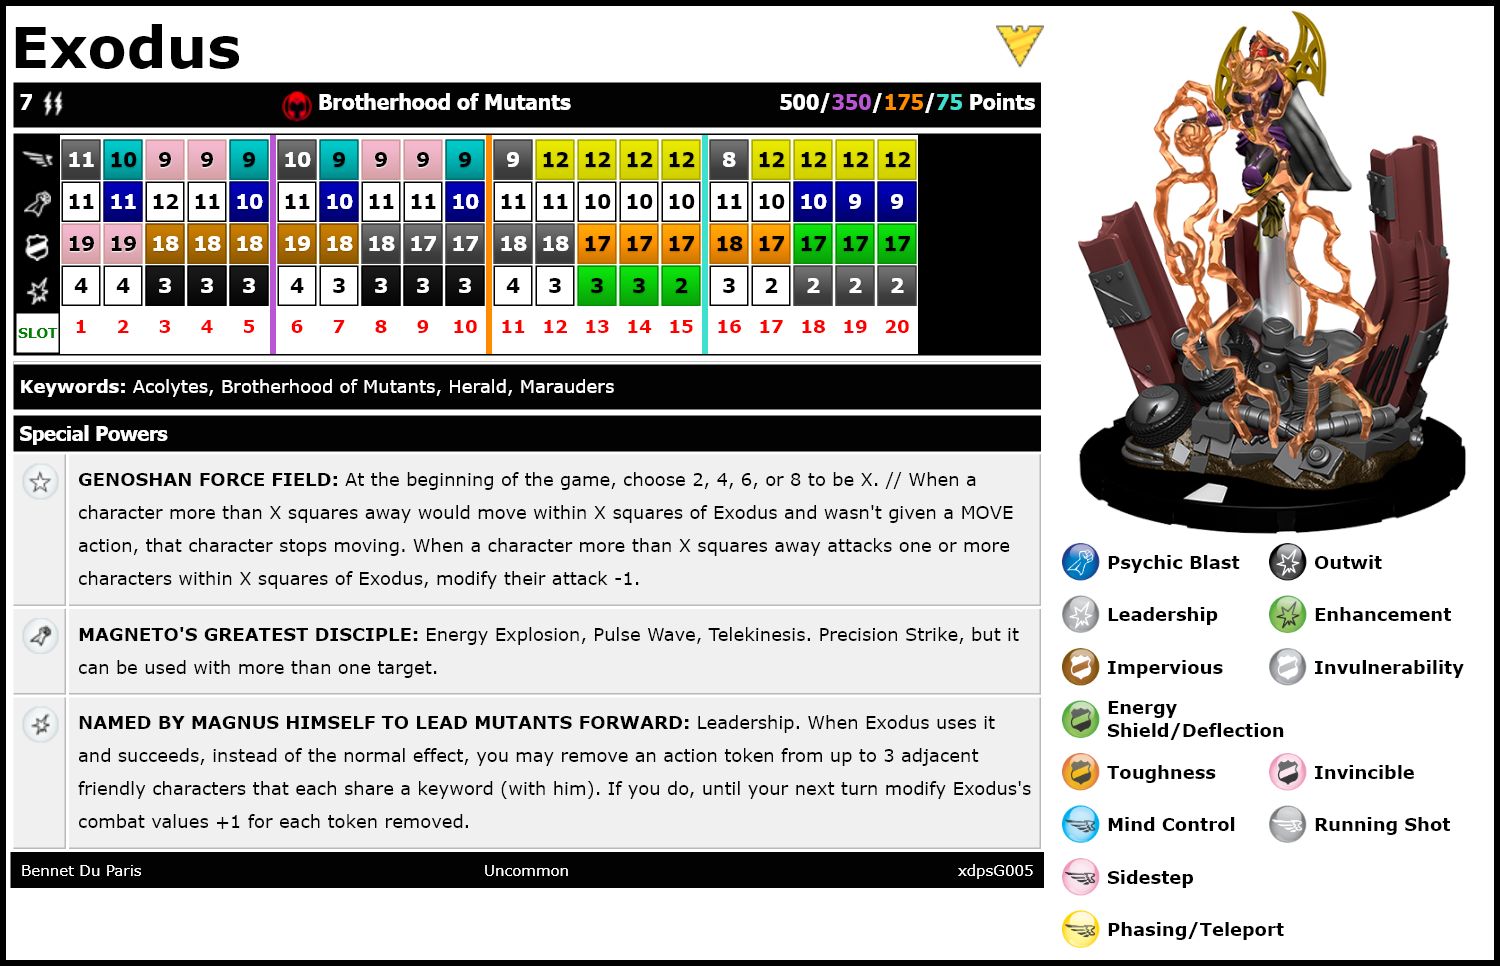 Exodus
7 Brotherhood of Mutants 500/350/175/75 Points
11 10 9 9 9 10 9 9 9 9 9 12 12 12 12 8 12 12 12 12
11 11 12 11 10 11 10 11 11 10 11 11 10 10 10 11 10 10 9 9
19 19 18 18 18 19 18 18 17 17 18 18 17 17 17 18 17 17 17 17
4 4 3 3 3 4 3 3 3 3 4 3 3 3 2 3 2 2 2 2
SLOT 1 2 3 4 5 6 7 8 9 10 11 12 13 14 15 16 17 18 19 20
Keywords: Acolytes, Brotherhood of Mutants, Herald, Marauders
Special Powers
GENOSHAN FORCE FIELD: At the beginning of the game, choose 2, 4, 6, or 8 to be X. // When a
character more than X squares away would move within X squares of Exodus and wasn't given a MOVE
action, that character stops moving. When a character more than X squares away attacks one or more
characters within X squares of Exodus, modify their attack -1.
MAGNETO'S GREATEST DISCIPLE: Energy Explosion, Pulse Wave, Telekinesis. Precision Strike, but it
can be used with more than one target.
NAMED BY MAGNUS HIMSELF TO LEAD MUTANTS FORWARD: Leadership. When Exodus uses it
and succeeds, instead of the normal effect, you may remove an action token from up to 3 adjacent
friendly characters that each share a keyword (with him). If you do, until your next turn modify Exodus's
combat values +1 for each token removed.
Bennet Du Paris Uncommon xdpsG005
Psychic Blast Outwit
Leadership Enhancement
Impervious Invulnerability
Energy
Shield/Deflection
Toughness Invincible
Mind Control Running Shot
Sidestep
Phasing/Teleport